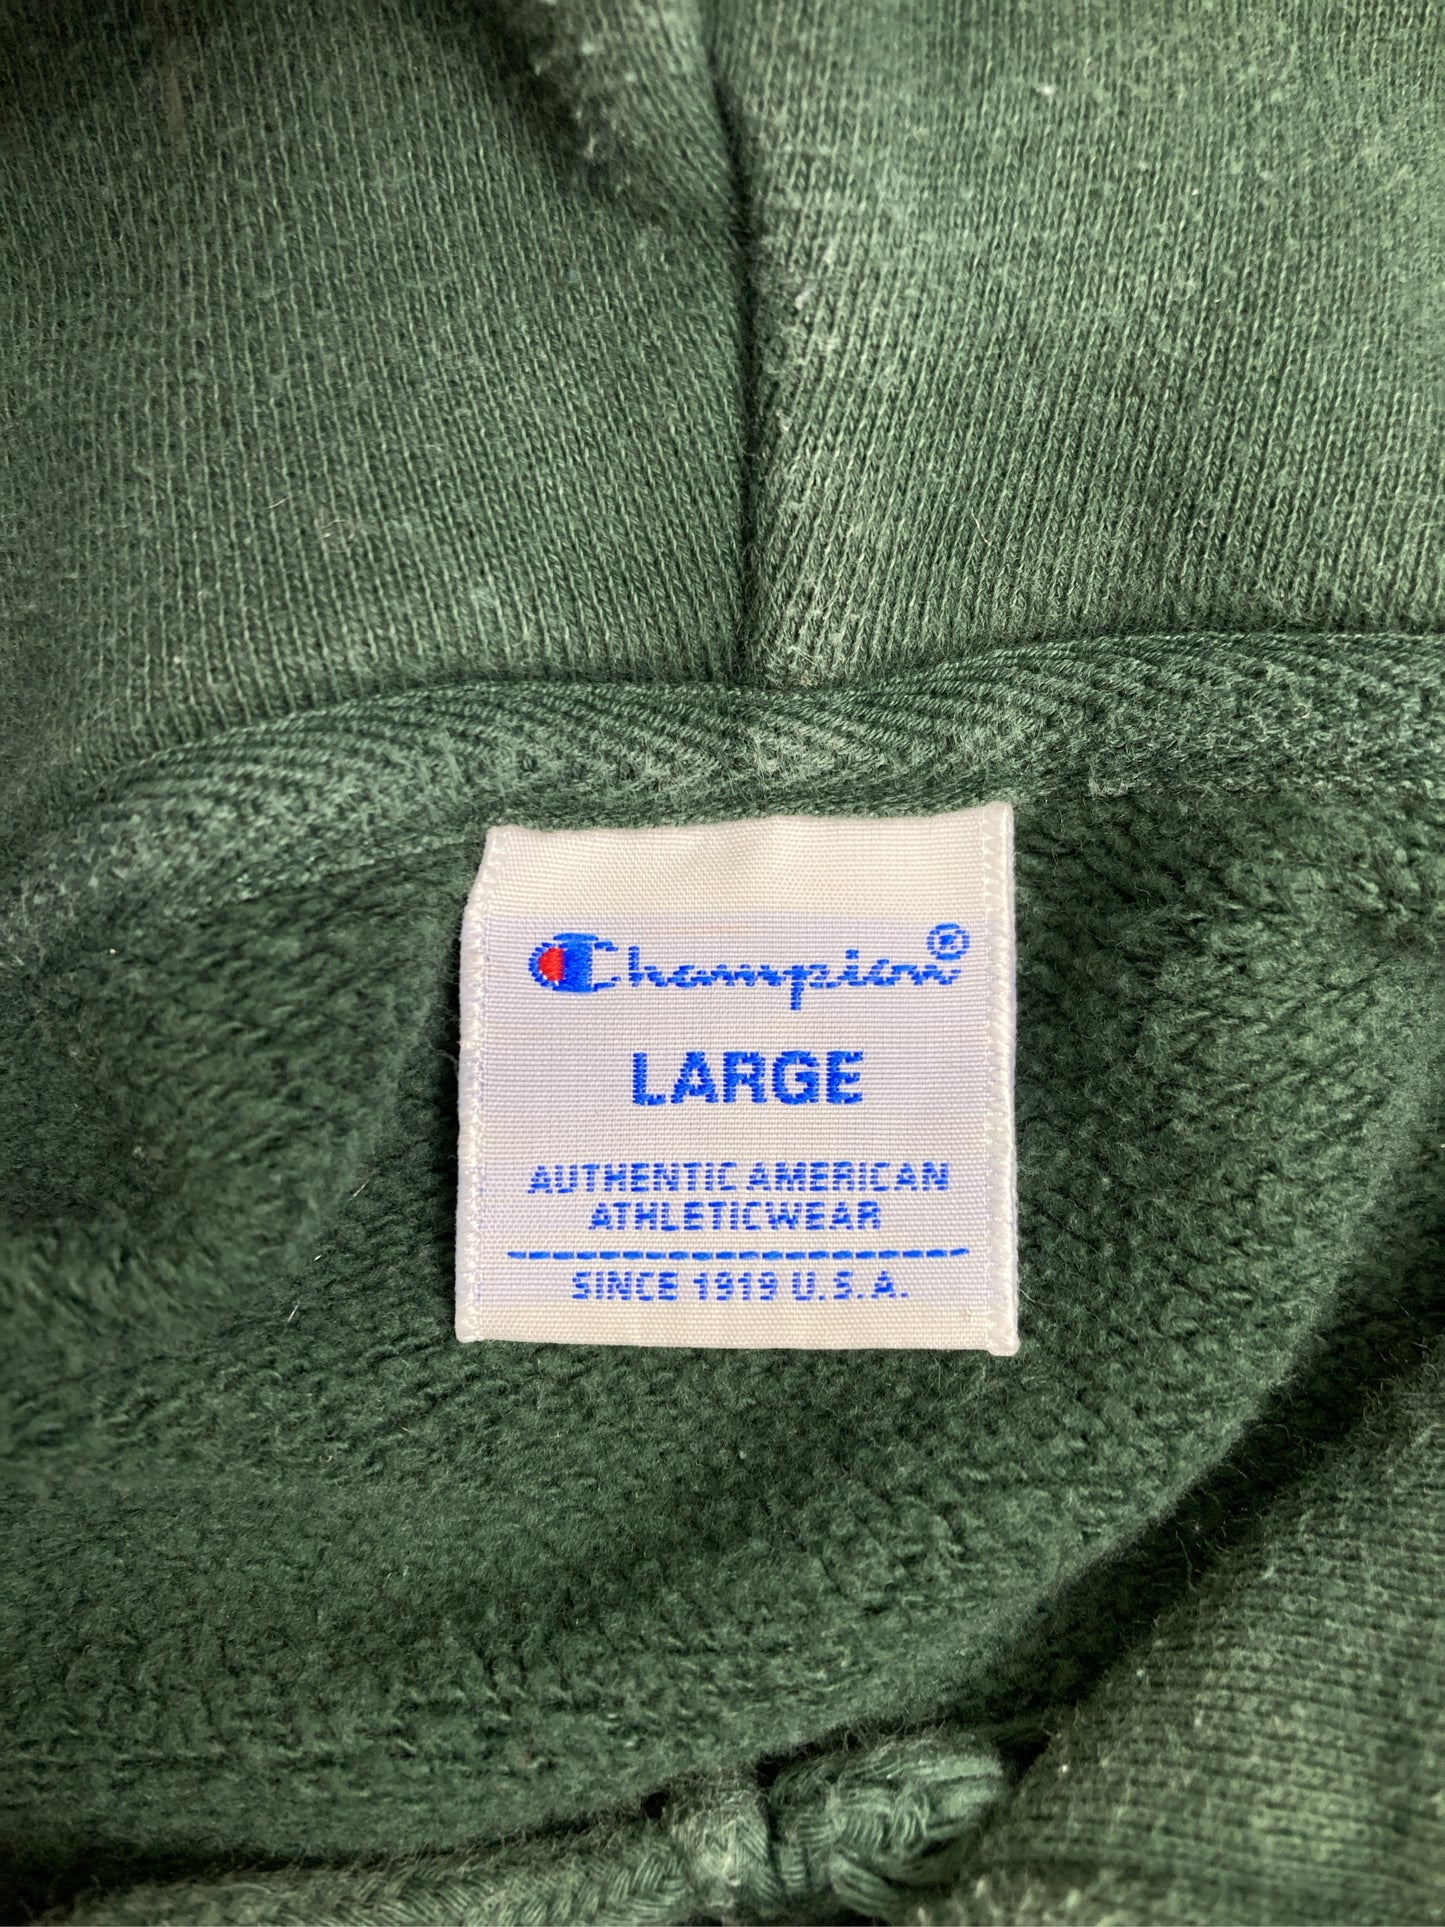 Champion®
LARGE
AUTHENTIC AMERICAN
ATHLETICWEAR
SINCE 1919 U.S.A.